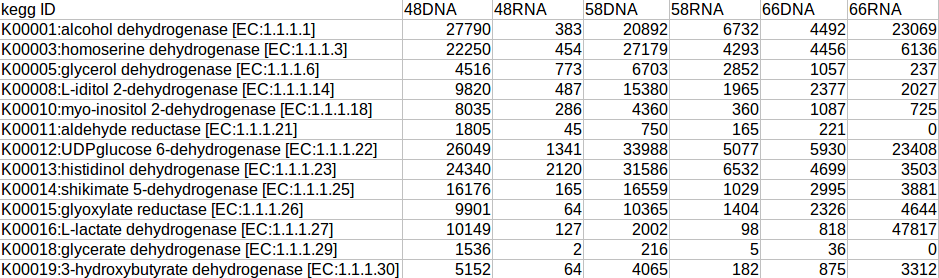 kegg ID 48DNA 48RNA 58DNA 58RNA 66DNA 66RNA
K00001:alcohol dehydrogenase [EC:1.1.1.1] 27790 383 20892 6732 4492 23069
K00003:homoserine dehydrogenase [EC:1.1.1.3] 22250 454 27179 4293 4456 6136
K00005:glycerol dehydrogenase [EC:1.1.1.6] 4516 773 6703 2852 1057 237
K00008:L-iditol 2-dehydrogenase [EC:1.1.1.14] 9820 487 15380 1965 2377 2027
K00010:myo-inositol 2-dehydrogenase [EC:1.1.1.18] 8035 286 4360 360 1087 725
K00011:aldehyde reductase [EC:1.1.1.21] 1805 45 750 165 221 0
K00012:UDPglucose 6-dehydrogenase [EC:1.1.1.22] 26049 1341 33988 5077 5930 23408
K00013:histidinol dehydrogenase [EC:1.1.1.23] 24340 2120 31586 6532 4699 3503
K00014:shikimate 5-dehydrogenase [EC:1.1.1.25] 16176 165 16559 1029 2995 3881
K00015:glyoxylate reductase [EC:1.1.1.26] 9901 64 10365 1404 2326 4644
K00016:L-lactate dehydrogenase [EC:1.1.1.27] 10149 127 2002 98 818 47817
K00018:glycerate dehydrogenase [EC:1.1.1.29] 1536 2 216 5 36 0
K00019:3-hydroxybutyrate dehydrogenase [EC:1.1.1.30] 5152 64 4065 182 875 3312